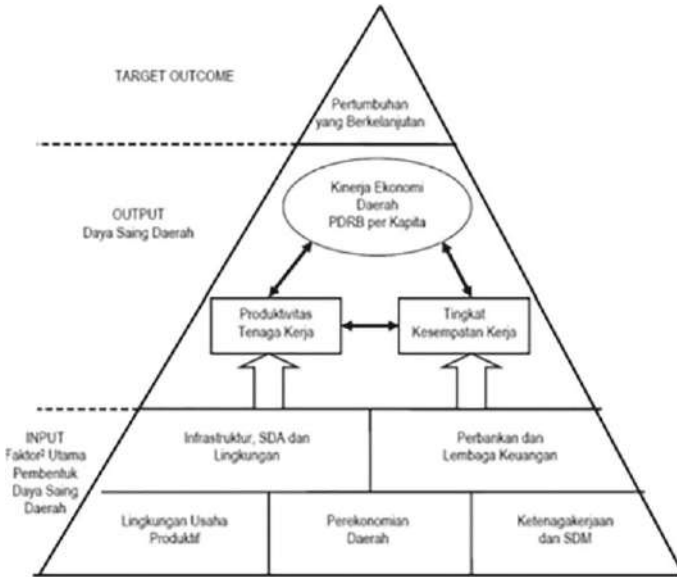 TARGET OUTCOME
Pertumbuhan
yang Berkelanjutan
OUTPUT
Daya Saing Daerah
Kinerja Ekonomi
Daerah
PDRB per Kapita
Produktivitas
Tenaga Kerja
Tingkat
Kesempatan Kerja
INPUT
Faktor² Utama
Pembentuk
Daya Saing
Daerah
Infrastruktur, SDA dan
Lingkungan
Perbankan dan
Lembaga Keuangan
Lingkungan Usaha
Produktif
Perekonomian
Daerah
Ketenagakerjaan
dan SDM